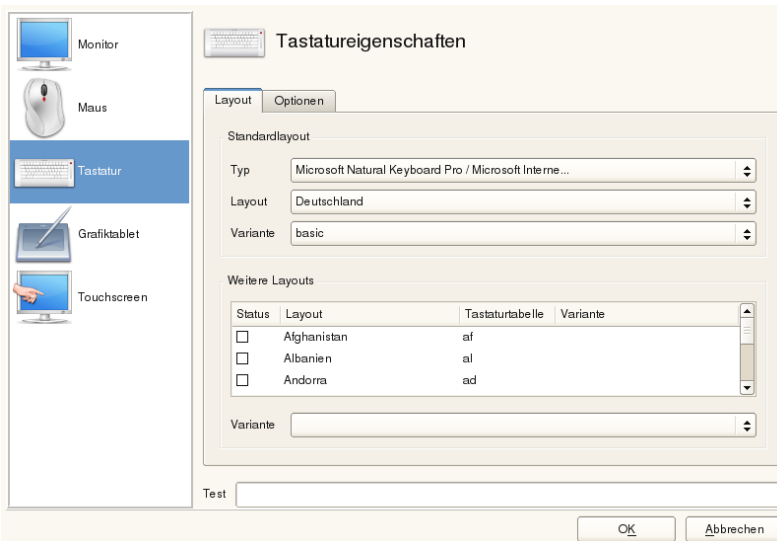 Monitor
Maus
Tastatur
Grafiktablet
Touchscreen
Tastatureigenschaften
Layout Optionen
Standardlayout
Typ Microsoft Natural Keyboard Pro / Microsoft Interne...
Layout Deutschland
Variante basic
Weitere Layouts
Status Layout Tastaturtabelle Variante
Afghanistan af
Albanien al
Andorra ad
Variante
Test
OK Abbrechen